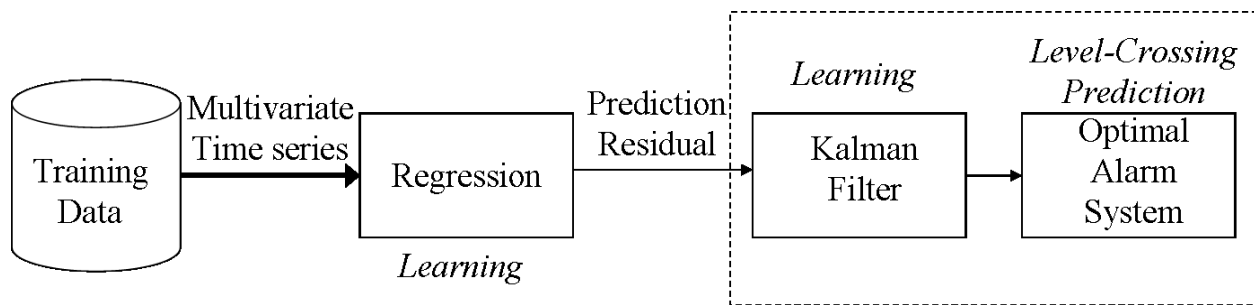 Training
Data
Multivariate
Time series
Regression
Learning
Prediction
Residual
Learning
Kalman
Filter
Level-Crossing
Prediction
Optimal
Alarm
System